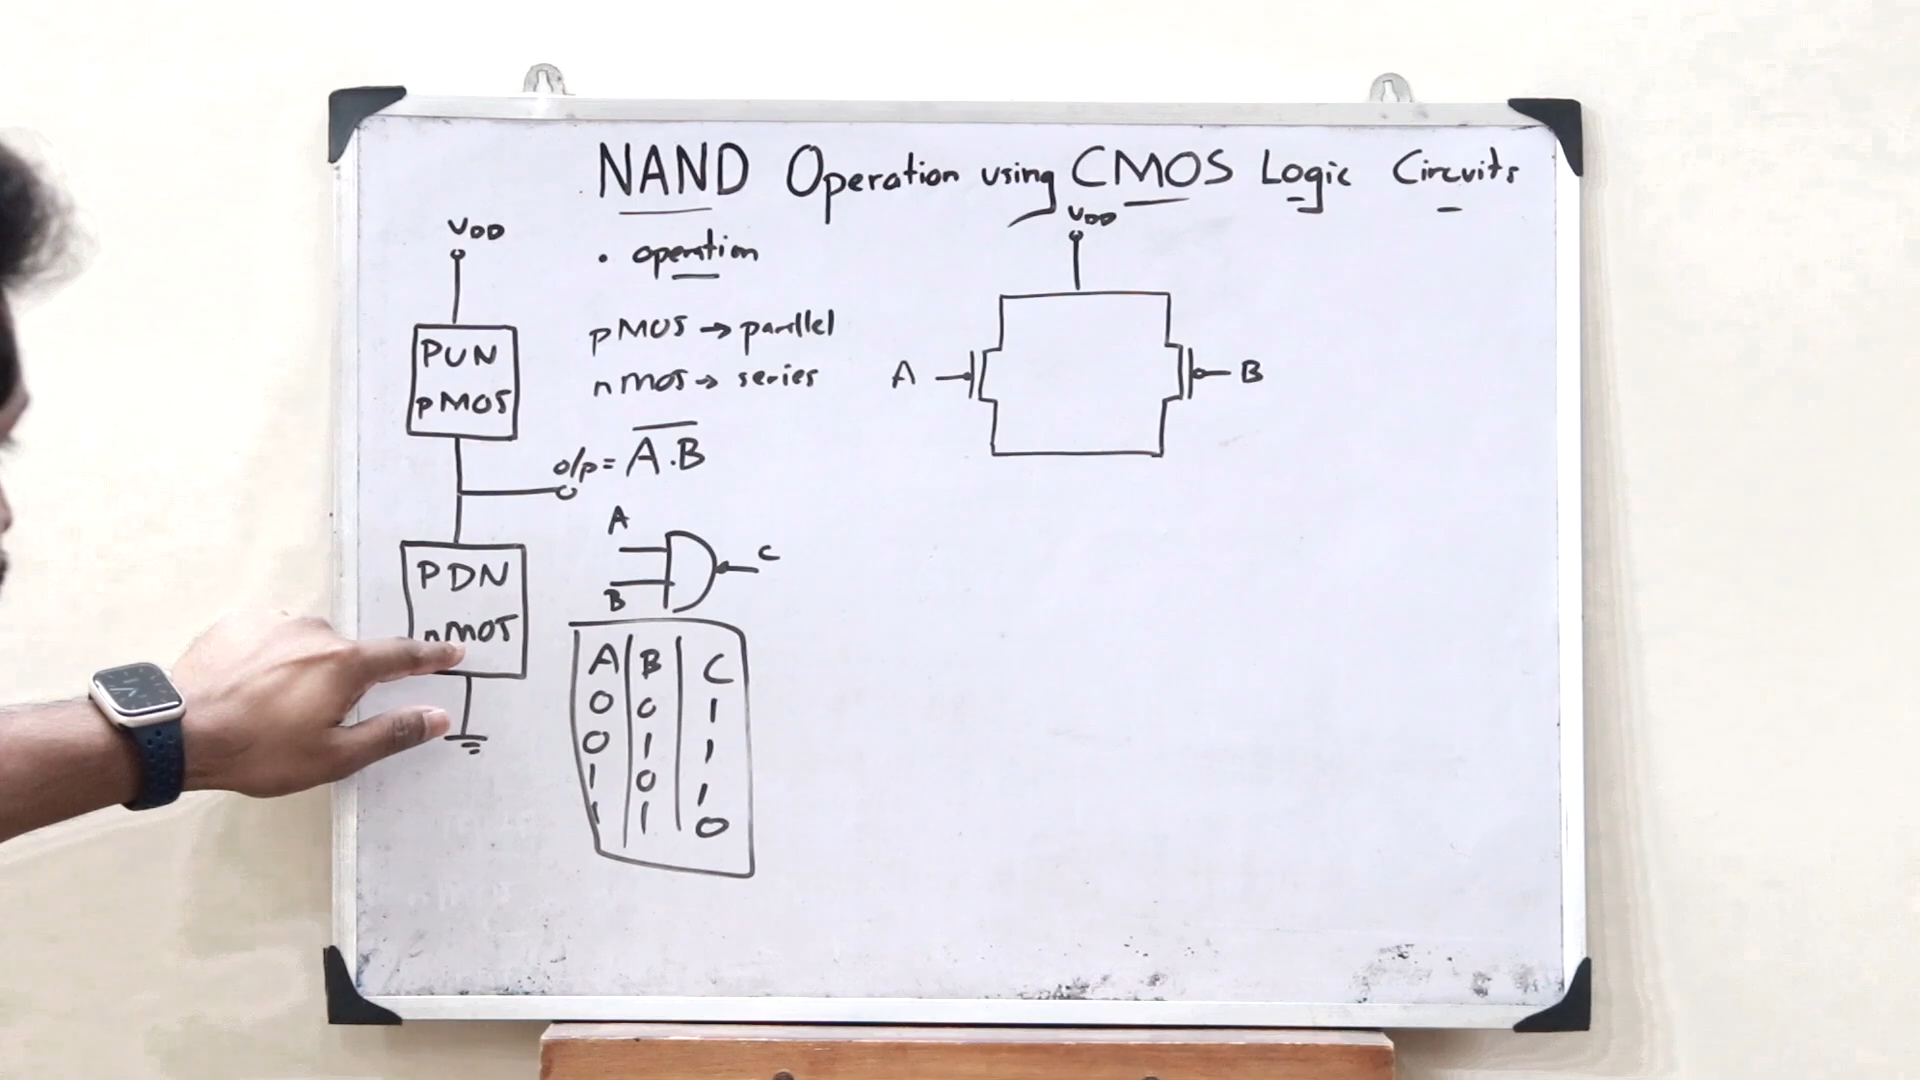 NAND Operation using CMOS Logic Circuits
VDD
PUN
pMOS
PDN
nMOS
• operation
pMOS → parallel
nmos → series
o/p = A̅.̅B̅
A
B
C
A B C
0 0 1
0 1 1
1 0 1
1 1 0
VDD
A
B